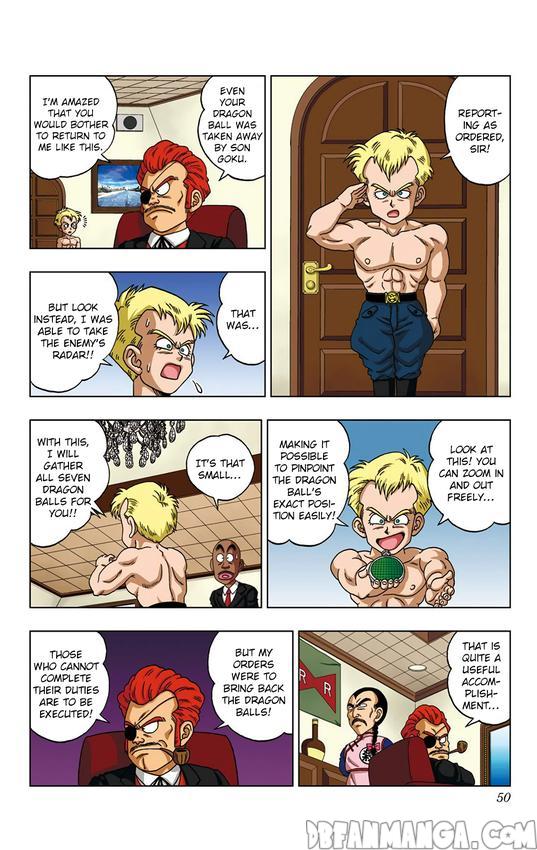 REPORT-
ING AS
ORDERED,
SIR!
EVEN
YOUR
DRAGON
BALL WAS
TAKEN AWAY
BY SON
GOKU.
I'M AMAZED
THAT YOU
WOULD BOTHER
TO RETURN TO
ME LIKE THIS.
THAT
WAS...
BUT LOOK
INSTEAD, I WAS
ABLE TO TAKE
THE ENEMY'S
RADAR!!
LOOK AT
THIS! YOU CAN
ZOOM IN
AND OUT
FREELY...
MAKING IT
POSSIBLE
TO PINPOINT
THE DRAGON
BALL'S
EXACT POSI-
TION EASILY!
IT'S THAT
SMALL...
WITH THIS,
I WILL
GATHER
ALL SEVEN
DRAGON
BALLS FOR
YOU!!
THAT IS
QUITE A
USEFUL
ACCOM-
PLISH-
MENT...
R R
BUT MY
ORDERS
WERE TO
BRING BACK
THE DRAGON
BALLS!
THOSE
WHO CANNOT
COMPLETE
THEIR DUTIES
ARE TO BE
EXECUTED!
50
DBFANMANGA.COM